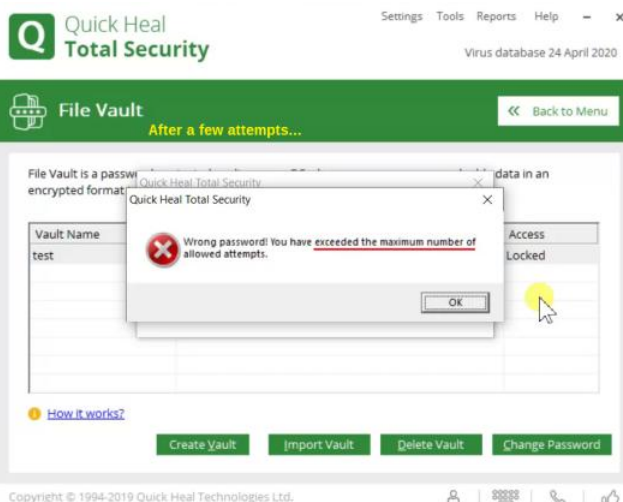 Quick Heal
Total Security
Settings Tools Reports Help
Virus database 24 April 2020
File Vault
Back to Menu
After a few attempts...
File Vault is a passw data in an
encrypted format
Quick Heal Total Security
Quick Heal Total Security
Wrong password! You have exceeded the maximum number of
allowed attempts.
OK
Vault Name Access
test Locked
How it works?
Create Vault Import Vault Delete Vault Change Password
Copyright © 1994-2019 Quick Heal Technologies Ltd.